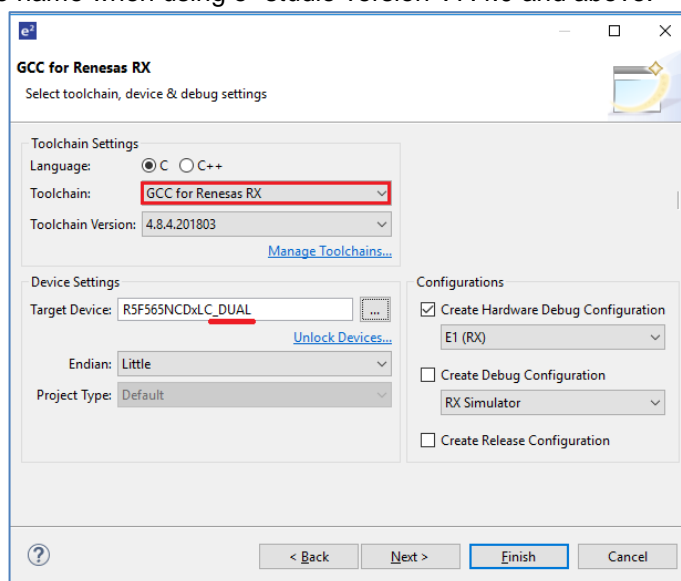 name when using e² studio version V7.4.0 and above.
e²
GCC for Renesas RX
Select toolchain, device & debug settings
Toolchain Settings
Language: C C++
Toolchain: GCC for Renesas RX
Toolchain Version: 4.8.4.201803
Manage Toolchains...
Device Settings
Target Device: R5F565NCDxLC_DUAL ...
Unlock Devices...
Endian: Little
Project Type: Default
Configurations
Create Hardware Debug Configuration
E1 (RX)
Create Debug Configuration
RX Simulator
Create Release Configuration
?
< Back Next > Finish Cancel